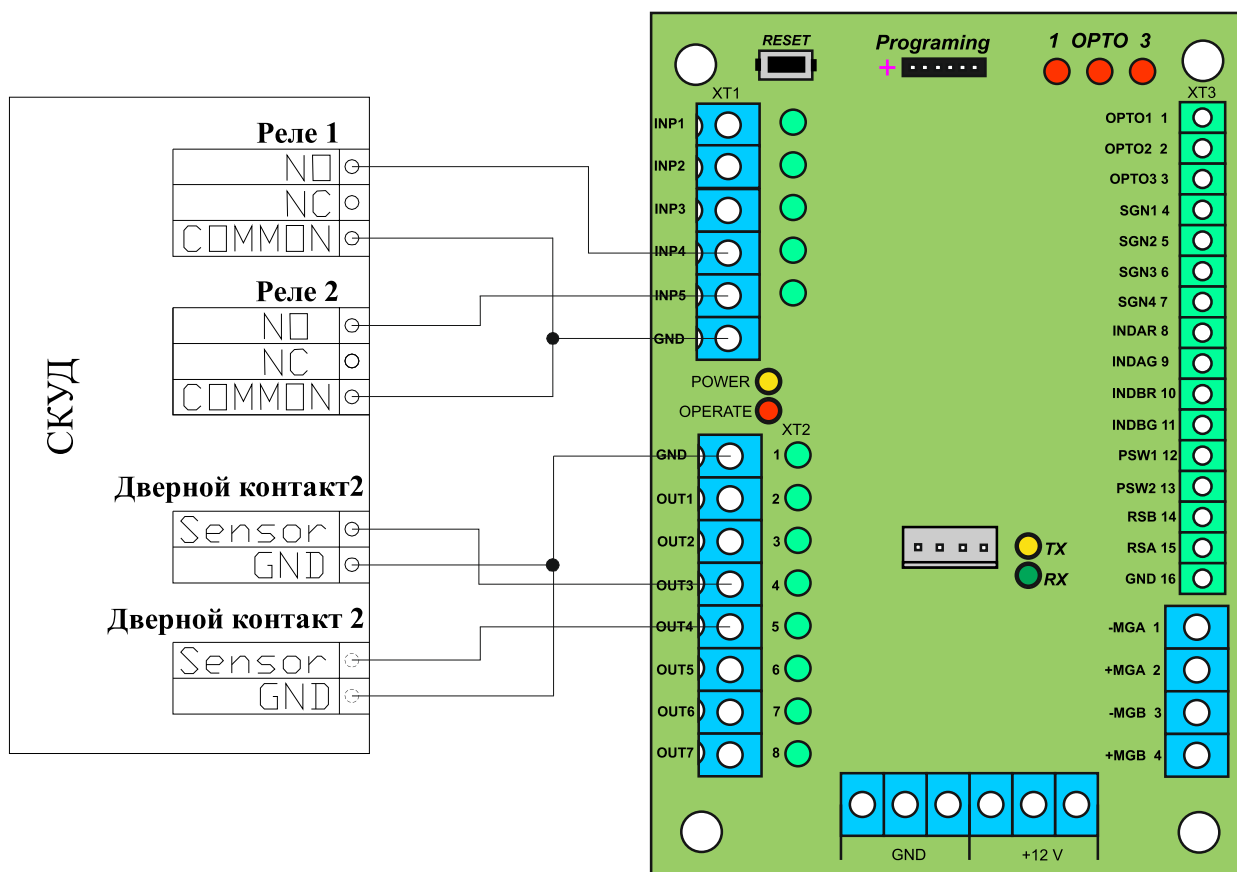 СКУД
Реле 1
NO
NC
COMMON
Реле 2
NO
NC
COMMON
Дверной контакт2
Sensor
GND
Дверной контакт 2
Sensor
GND
RESET
Programing
+
1 OPTO 3
XT1
INP1
INP2
INP3
INP4
INP5
GND
POWER
OPERATE
XT2
GND 1
OUT1 2
OUT2 3
OUT3 4
OUT4 5
OUT5 6
OUT6 7
OUT7 8
TX
RX
XT3
OPTO1 1
OPTO2 2
OPTO3 3
SGN1 4
SGN2 5
SGN3 6
SGN4 7
INDAR 8
INDAG 9
INDBR 10
INDBG 11
PSW1 12
PSW2 13
RSB 14
RSA 15
GND 16
-MGA 1
+MGA 2
-MGB 3
+MGB 4
GND
+12 V